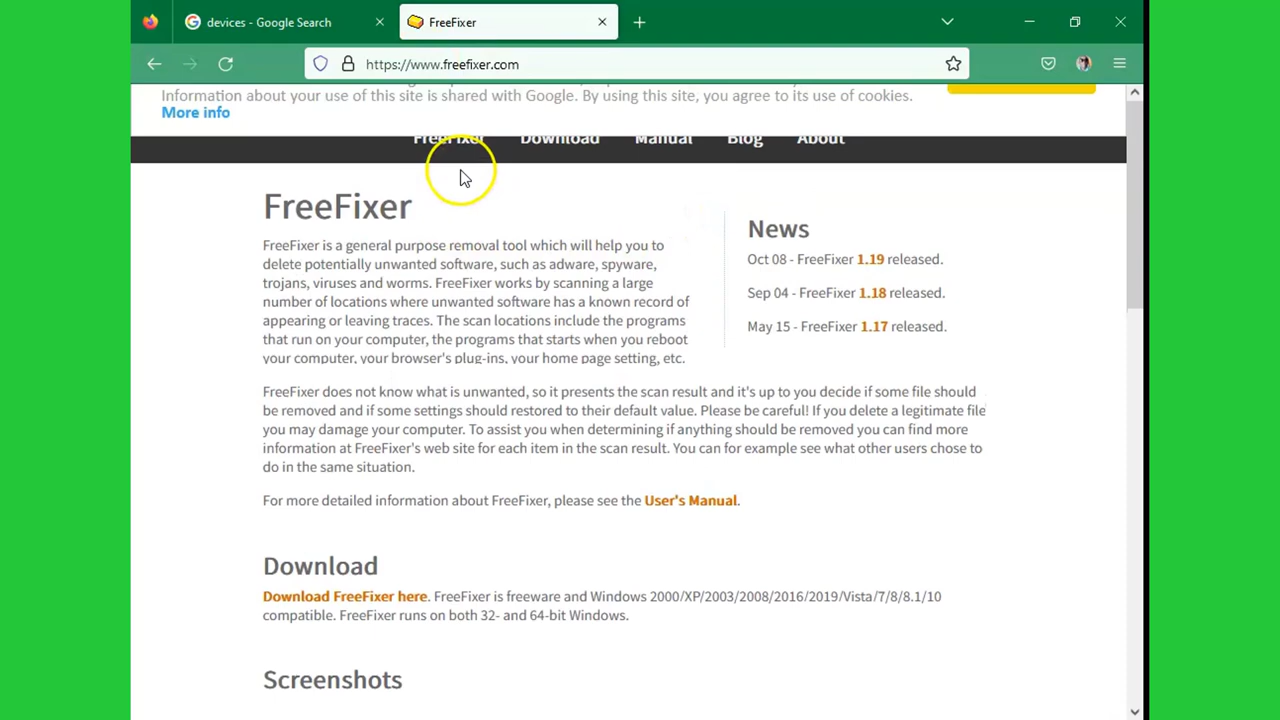 devices - Google Search
FreeFixer
https://www.freefixer.com
Information about your use of this site is shared with Google. By using this site, you agree to its use of cookies.
More info
FreeFixer Download Manual Blog About
FreeFixer
FreeFixer is a general purpose removal tool which will help you to
delete potentially unwanted software, such as adware, spyware,
trojans, viruses and worms. FreeFixer works by scanning a large
number of locations where unwanted software has a known record of
appearing or leaving traces. The scan locations include the programs
that run on your computer, the programs that starts when you reboot
your computer, your browser's plug-ins, your home page setting, etc.
News
Oct 08 - FreeFixer 1.19 released.
Sep 04 - FreeFixer 1.18 released.
May 15 - FreeFixer 1.17 released.
FreeFixer does not know what is unwanted, so it presents the scan result and it's up to you decide if some file should
be removed and if some settings should restored to their default value. Please be careful! If you delete a legitimate file
you may damage your computer. To assist you when determining if anything should be removed you can find more
information at FreeFixer's web site for each item in the scan result. You can for example see what other users chose to
do in the same situation.
For more detailed information about FreeFixer, please see the User's Manual.
Download
Download FreeFixer here. FreeFixer is freeware and Windows 2000/XP/2003/2008/2016/2019/Vista/7/8/8.1/10
compatible. FreeFixer runs on both 32- and 64-bit Windows.
Screenshots